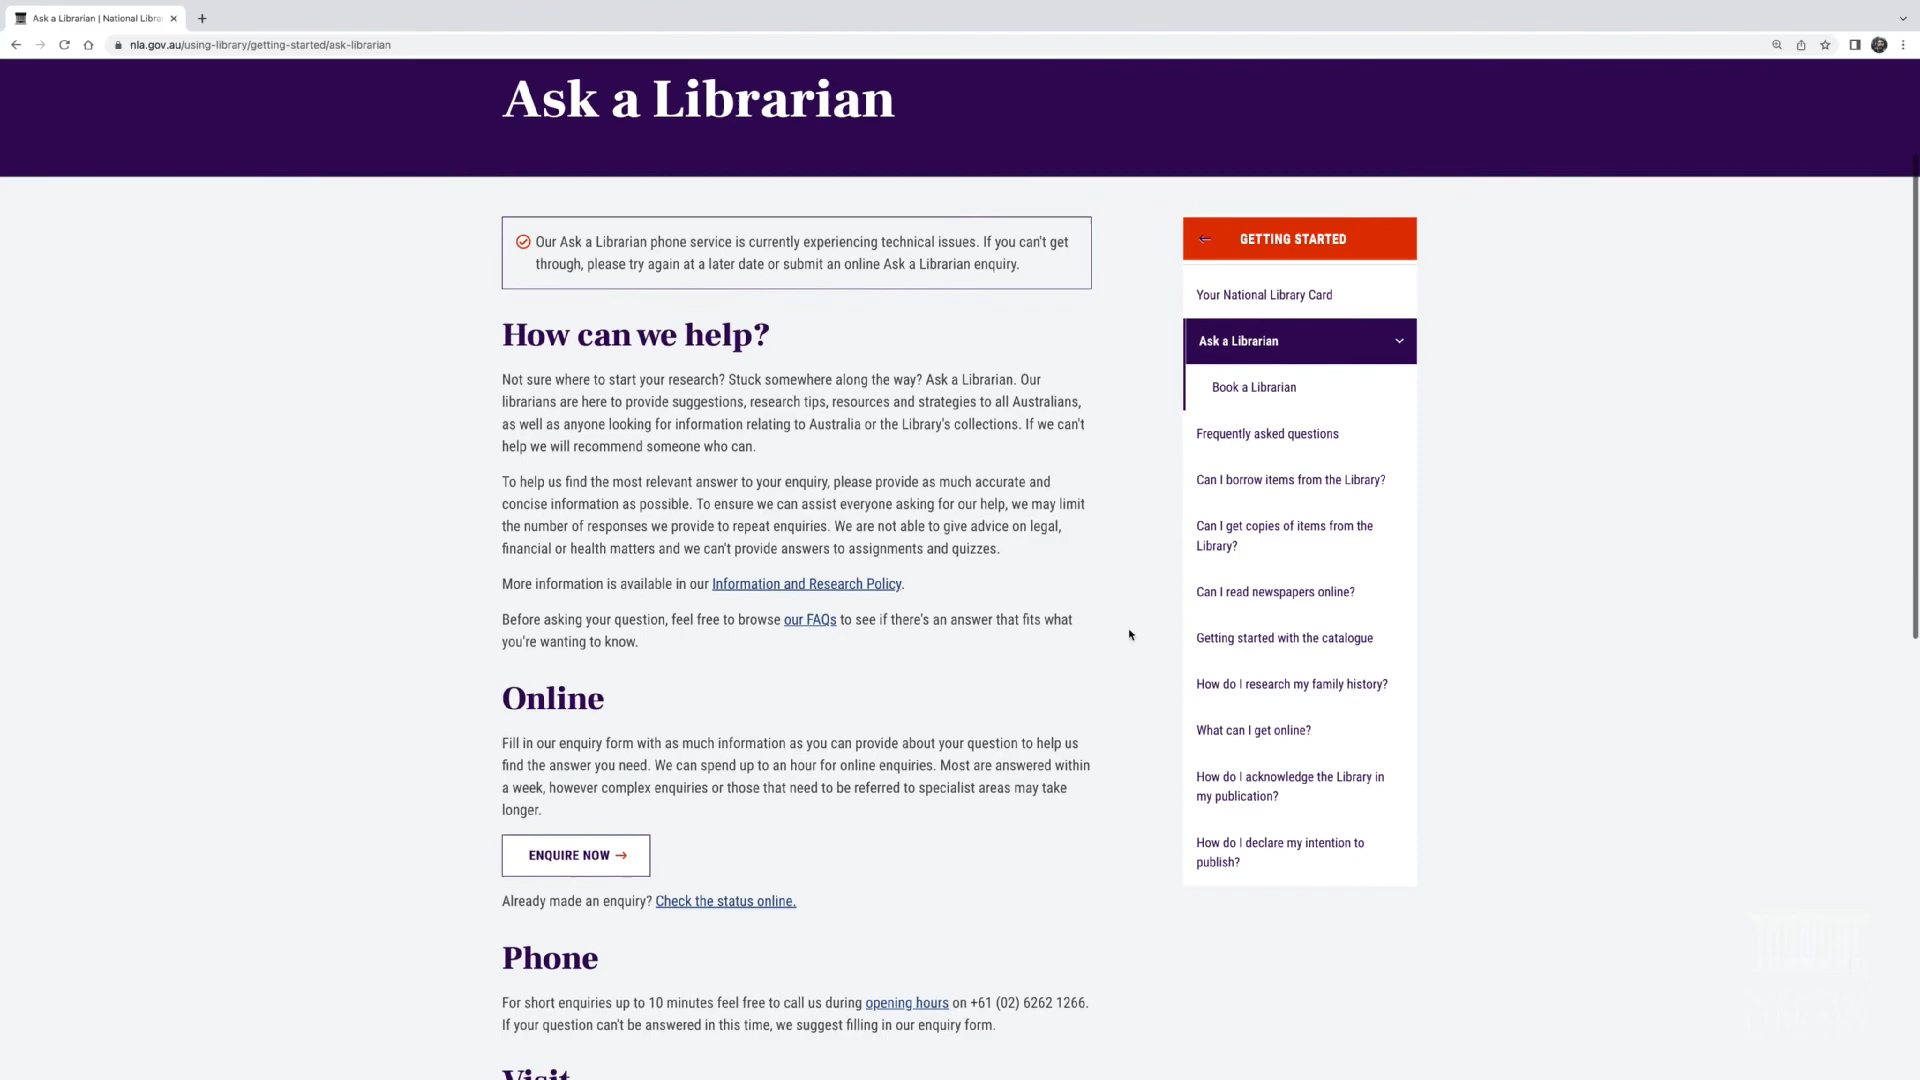 Ask a Librarian | National Libra
nla.gov.au/using-library/getting-started/ask-librarian
Ask a Librarian
Our Ask a Librarian phone service is currently experiencing technical issues. If you can't get
through, please try again at a later date or submit an online Ask a Librarian enquiry.
How can we help?
Not sure where to start your research? Stuck somewhere along the way? Ask a Librarian. Our
librarians are here to provide suggestions, research tips, resources and strategies to all Australians,
as well as anyone looking for information relating to Australia or the Library's collections. If we can't
help we will recommend someone who can.
To help us find the most relevant answer to your enquiry, please provide as much accurate and
concise information as possible. To ensure we can assist everyone asking for our help, we may limit
the number of responses we provide to repeat enquiries. We are not able to give advice on legal,
financial or health matters and we can't provide answers to assignments and quizzes.
More information is available in our Information and Research Policy.
Before asking your question, feel free to browse our FAQs to see if there's an answer that fits what
you're wanting to know.
Online
Fill in our enquiry form with as much information as you can provide about your question to help us
find the answer you need. We can spend up to an hour for online enquiries. Most are answered within
a week, however complex enquiries or those that need to be referred to specialist areas may take
longer.
ENQUIRE NOW
Already made an enquiry? Check the status online.
Phone
For short enquiries up to 10 minutes feel free to call us during opening hours on +61 (02) 6262 1266.
If your question can't be answered in this time, we suggest filling in our enquiry form.
Visit
GETTING STARTED
Your National Library Card
Ask a Librarian
Book a Librarian
Frequently asked questions
Can I borrow items from the Library?
Can I get copies of items from the
Library?
Can I read newspapers online?
Getting started with the catalogue
How do I research my family history?
What can I get online?
How do I acknowledge the Library in
my publication?
How do I declare my intention to
publish?